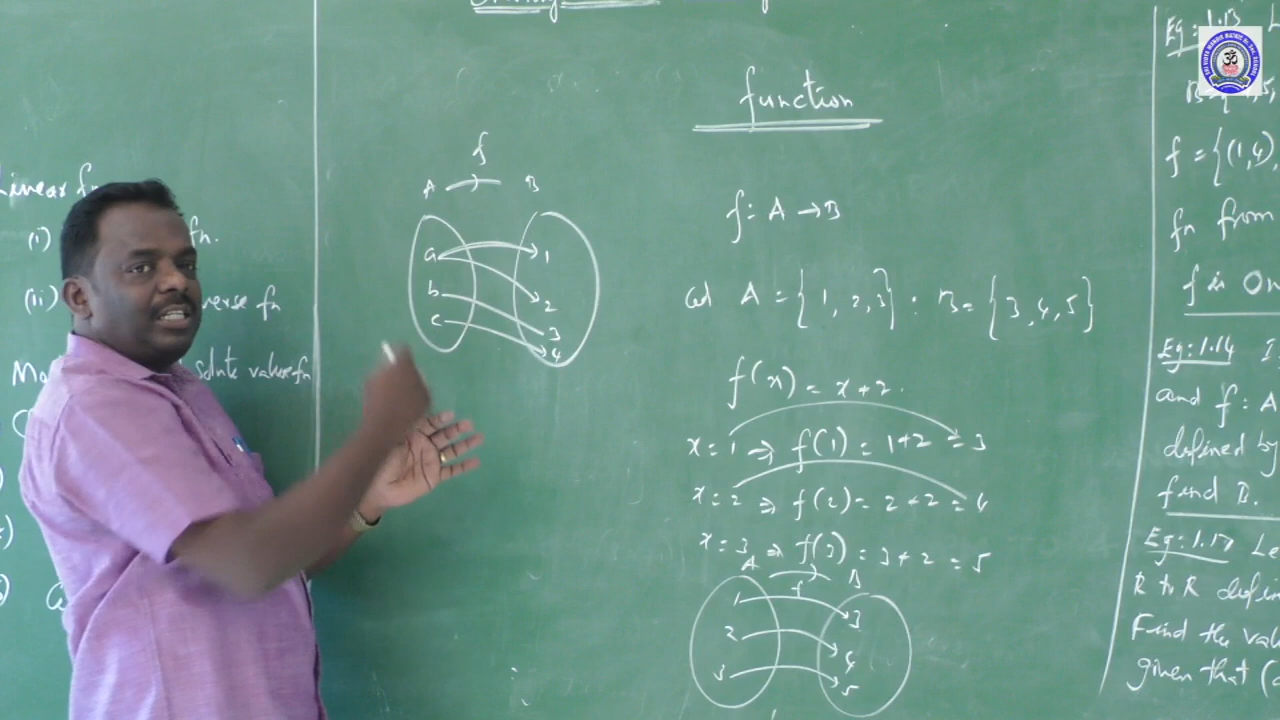 Linear fn
(i) fn.
(ii) verse fn
solute value fn
f
A → B
a 1
b 2
c 3
4
function
f: A → B
A = {1, 2, 3} : B = {3, 4, 5}
f(x) = x+2.
x = 1 ⇒ f(1) = 1+2 = 3
x = 2 ⇒ f(2) = 2+2 = 4
x = 3 ⇒ f(3) = 3+2 = 5
A → B
f
1 3
2 4
3 5
Eg: 1.13 L
f = {(1,4),
fn from
f is On
Eg: 1.14 I
and f: A
defined by
find B.
Eg: 1.17 Le
R to R defin
Find the valu
given that (